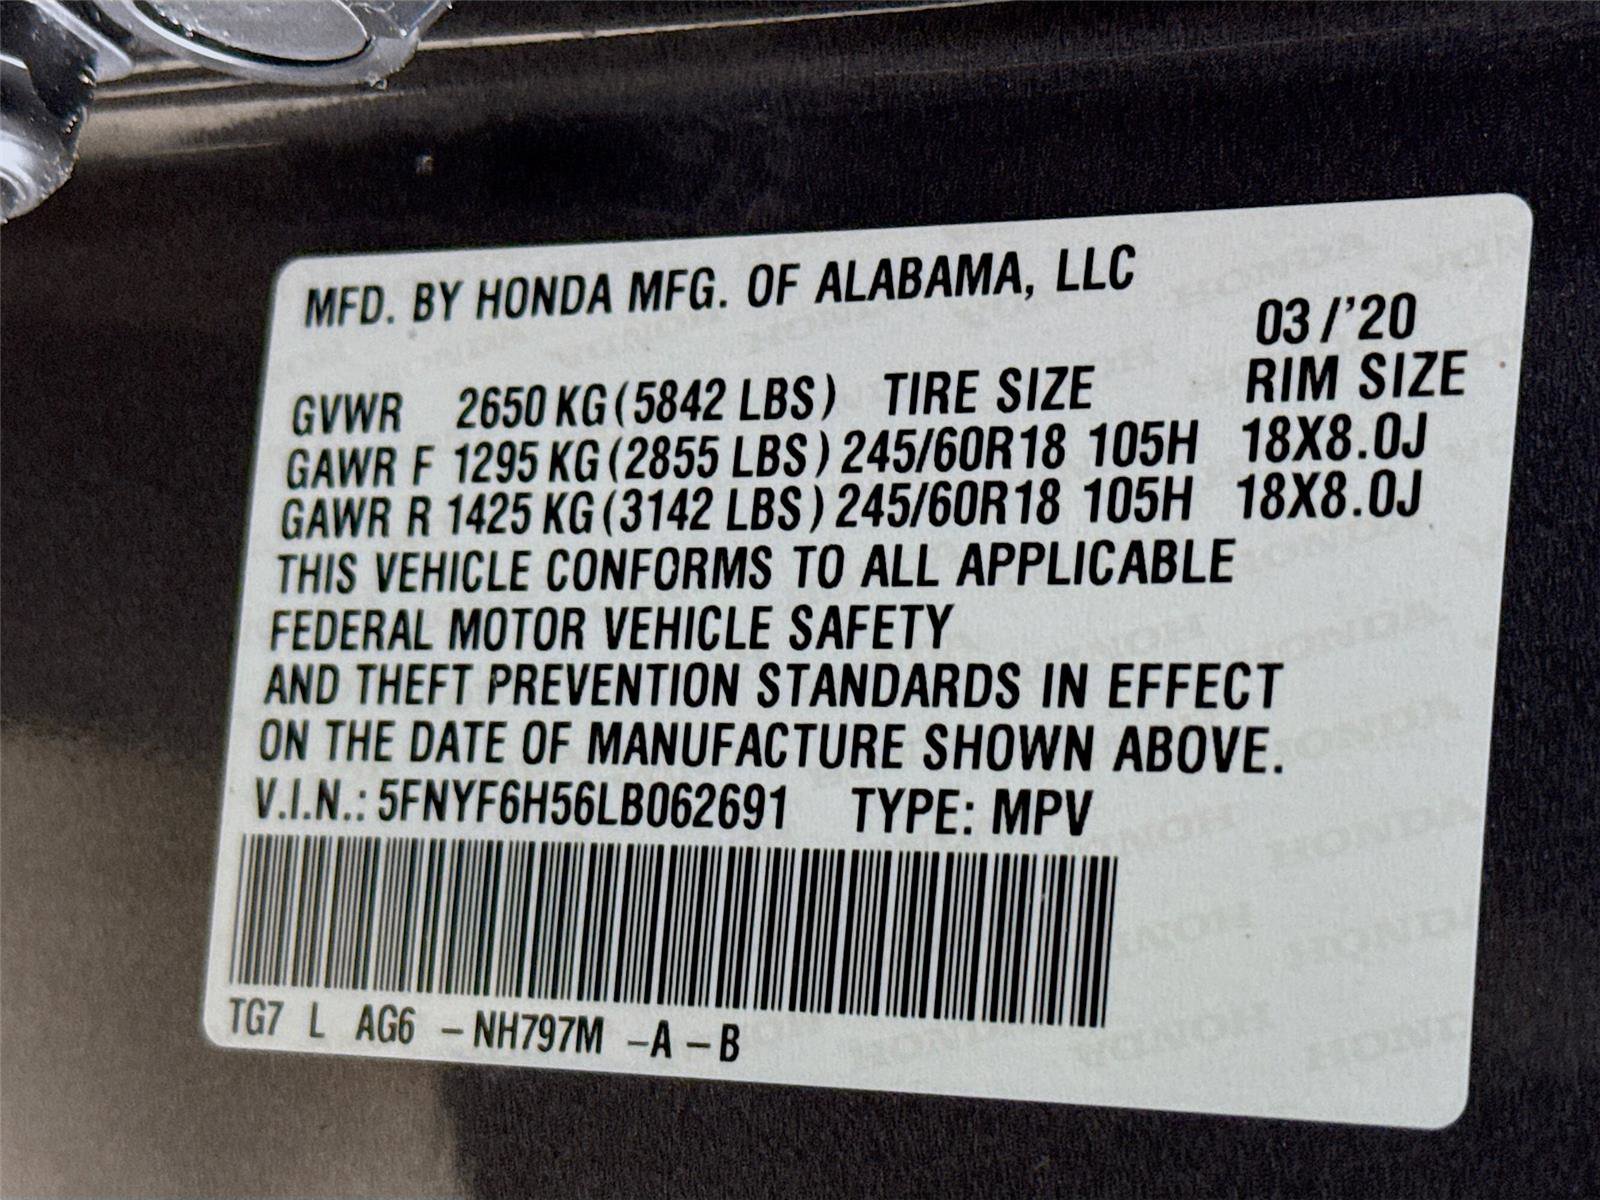 MFD. BY HONDA MFG. OF ALABAMA, LLC
03/'20
GVWR 2650 KG (5842 LBS) TIRE SIZE RIM SIZE
GAWR F 1295 KG (2855 LBS) 245/60R18 105H 18X8.0J
GAWR R 1425 KG (3142 LBS) 245/60R18 105H 18X8.0J
THIS VEHICLE CONFORMS TO ALL APPLICABLE
FEDERAL MOTOR VEHICLE SAFETY
AND THEFT PREVENTION STANDARDS IN EFFECT
ON THE DATE OF MANUFACTURE SHOWN ABOVE.
V.I.N.: 5FNYF6H56LB062691 TYPE: MPV
TG7 L AG6 -NH797M -A -B